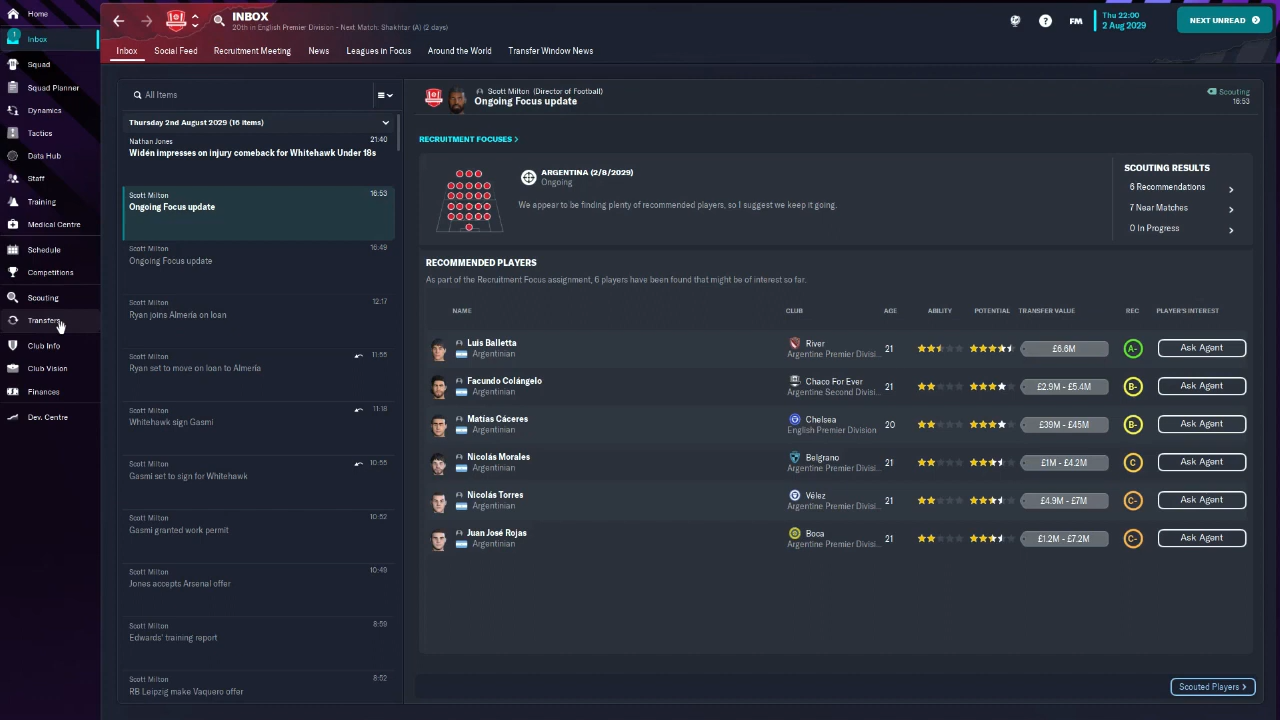 Home
Inbox
Squad
Squad Planner
Dynamics
Tactics
Data Hub
Staff
Training
Medical Centre
Schedule
Competitions
Scouting
Transfers
Club Info
Club Vision
Finances
Dev. Centre
INBOX
20th in English Premier Division - Next Match: Shakhtar (A) (2 days)
FM
Thu 22:00
2 Aug 2029
NEXT UNREAD
Inbox
Social Feed
Recruitment Meeting
News
Leagues in Focus
Around the World
Transfer Window News
All Items
Thursday 2nd August 2029 (16 items)
Nathan Jones 21:40
Widén impresses on injury comeback for Whitehawk Under 18s
Scott Milton 16:53
Ongoing Focus update
Scott Milton 16:49
Ongoing Focus update
Scott Milton 12:17
Ryan joins Almería on loan
Scott Milton 11:56
Ryan set to move on loan to Almería
Scott Milton 11:18
Whitehawk sign Gasmi
Scott Milton 10:55
Gasmi set to sign for Whitehawk
Scott Milton 10:52
Gasmi granted work permit
Scott Milton 10:49
Jones accepts Arsenal offer
Scott Milton 8:59
Edwards' training report
Scott Milton 8:52
RB Leipzig make Vaquero offer
Scott Milton (Director of Football)
Ongoing Focus update
Scouting
16:53
RECRUITMENT FOCUSES >
ARGENTINA (2/8/2029)
Ongoing
We appear to be finding plenty of recommended players, so I suggest we keep it going.
SCOUTING RESULTS
6 Recommendations
7 Near Matches
0 In Progress
RECOMMENDED PLAYERS
As part of the Recruitment Focus assignment, 6 players have been found that might be of interest so far.
NAME CLUB AGE ABILITY POTENTIAL TRANSFER VALUE REC PLAYER'S INTEREST
Luis Balletta River 21 £6.6M A- Ask Agent
Argentinian Argentine Premier Divisi...
Facundo Colángelo Chaco For Ever 21 £2.9M - £5.4M B- Ask Agent
Argentinian Argentine Second Divisi...
Matías Cáceres Chelsea 20 £39M - £45M B- Ask Agent
Argentinian English Premier Division
Nicolás Morales Belgrano 21 £1M - £4.2M C Ask Agent
Argentinian Argentine Premier Divisi...
Nicolás Torres Vélez 21 £4.9M - £7M C- Ask Agent
Argentinian Argentine Premier Divisi...
Juan José Rojas Boca 21 £1.2M - £7.2M C- Ask Agent
Argentinian Argentine Premier Divisi...
Scouted Players >